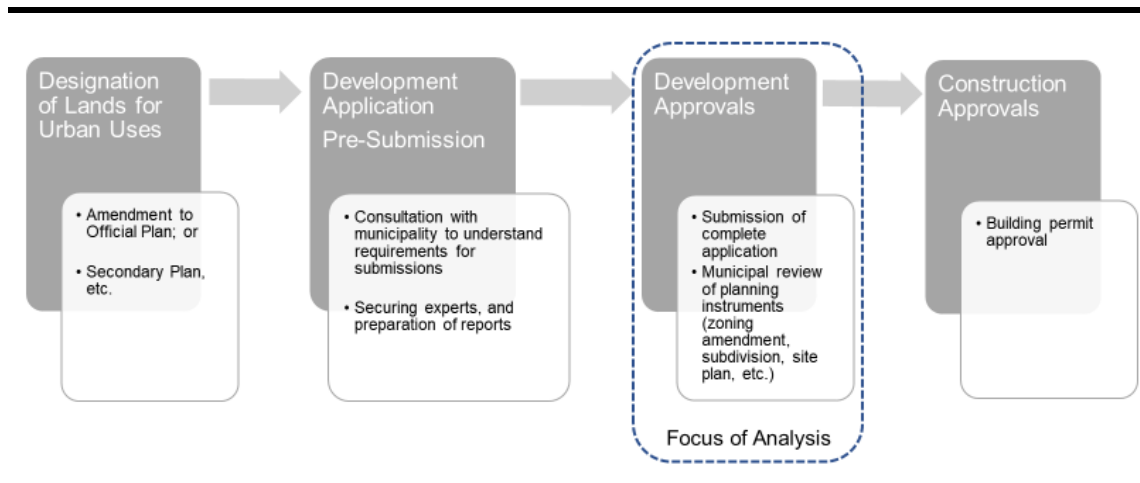 Designation
of Lands for
Urban Uses
• Amendment to
Official Plan; or
• Secondary Plan,
etc.
Development
Application
Pre-Submission
• Consultation with
municipality to understand
requirements for
submissions
• Securing experts, and
preparation of reports
Development
Approvals
• Submission of
complete
application
• Municipal review
of planning
instruments
(zoning
amendment,
subdivision, site
plan, etc.)
Focus of Analysis
Construction
Approvals
• Building permit
approval